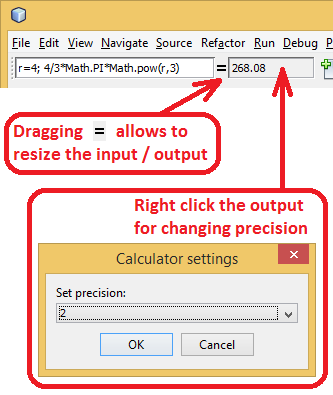 File Edit View Navigate Source Refactor Run Debug P
r=4; 4/3*Math.PI*Math.pow(r,3) = 268.08
Dragging = allows to
resize the input / output
Right click the output
for changing precision
Calculator settings
Set precision:
2
OK Cancel